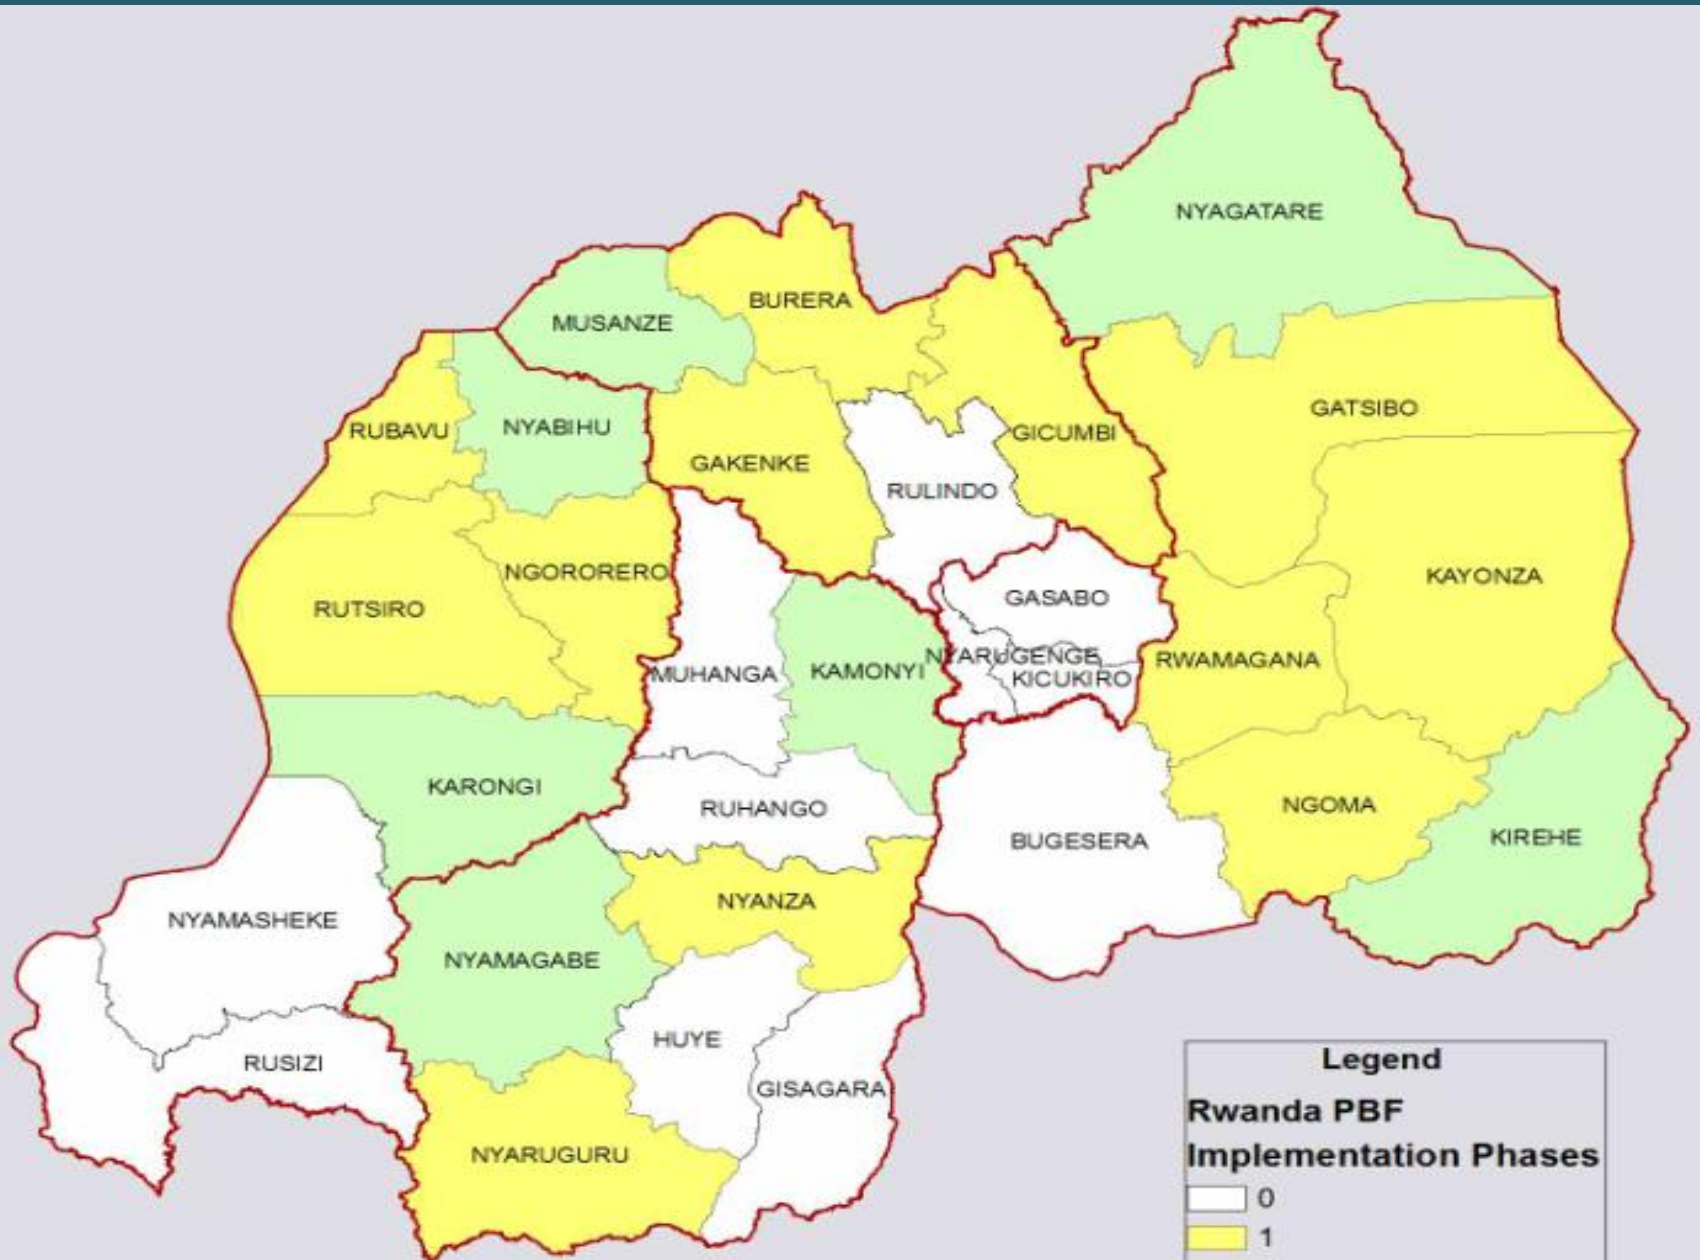 NYAGATARE
BURERA
MUSANZE
GATSIBO
RUBAVU
NYABIHU
GICUMBI
GAKENKE
RULINDO
NGORORERO
KAYONZA
RUTSIRO
GASABO
NYARUGENGE
RWAMAGANA
MUHANGA
KAMONYI
KICUKIRO
KARONGI
RUHANGO
NGOMA
BUGESERA
KIREHE
NYANZA
NYAMASHEKE
NYAMAGABE
HUYE
RUSIZI
GISAGARA
NYARUGURU
Legend
Rwanda PBF
Implementation Phases
0
1